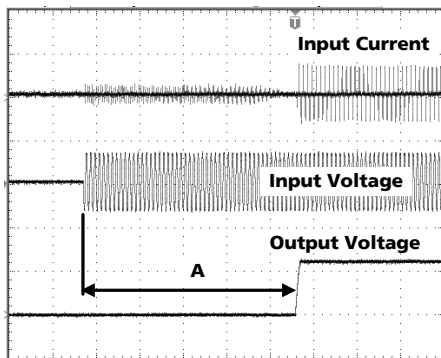 T
Input Current
Input Voltage
Output Voltage
A